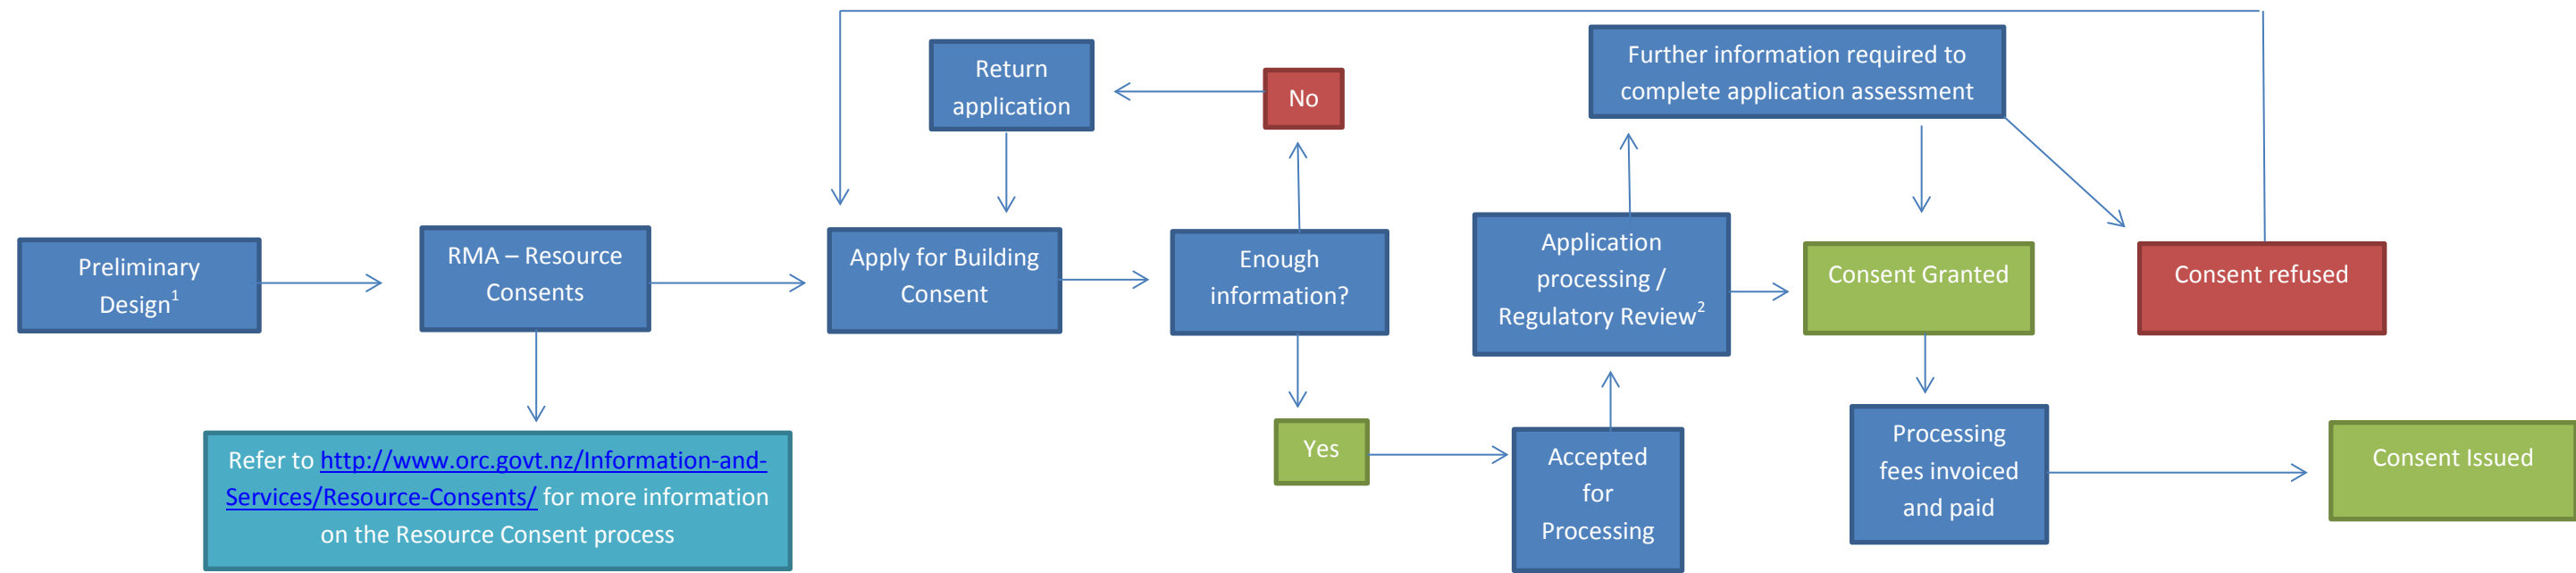 Preliminary
Design1
RMA – Resource
Consents
Refer to http://www.orc.govt.nz/Information-and-
Services/Resource-Consents/ for more information
on the Resource Consent process
Return
application
No
Apply for Building
Consent
Enough
information?
Yes
Accepted
for
Processing
Application
processing /
Regulatory Review2
Further information required to
complete application assessment
Consent Granted
Consent refused
Processing
fees invoiced
and paid
Consent Issued